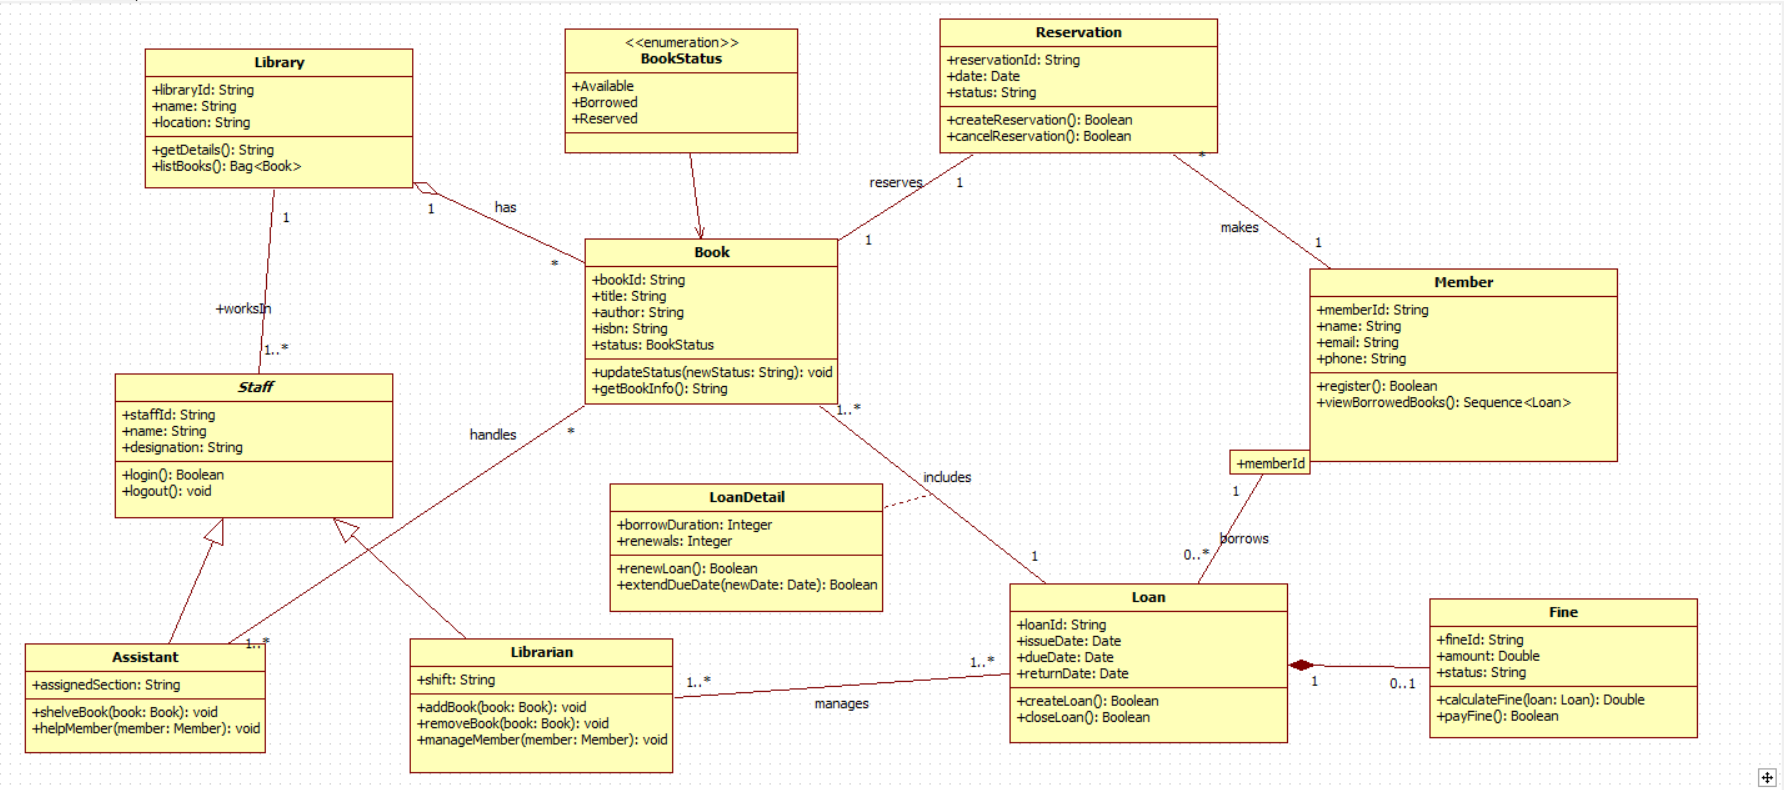 Library
+libraryId: String
+name: String
+location: String
+getDetails(): String
+listBooks(): Bag<Book>
<<enumeration>>
BookStatus
+Available
+Borrowed
+Reserved
Reservation
+reservationId: String
+date: Date
+status: String
+createReservation(): Boolean
+cancelReservation(): Boolean
1
has
1
*
reserves
1
1
*
makes
1
+worksIn
1..*
Book
+bookId: String
+title: String
+author: String
+isbn: String
+status: BookStatus
+updateStatus(newStatus: String): void
+getBookInfo(): String
Member
+memberId: String
+name: String
+email: String
+phone: String
+register(): Boolean
+viewBorrowedBooks(): Sequence<Loan>
+memberId
Staff
+staffId: String
+name: String
+designation: String
+login(): Boolean
+logout(): void
handles
*
1..*
1..*
includes
1
1
borrows
0..*
LoanDetail
+borrowDuration: Integer
+renewals: Integer
+renewLoan(): Boolean
+extendDueDate(newDate: Date): Boolean
Assistant
+assignedSection: String
+shelveBook(book: Book): void
+helpMember(member: Member): void
Librarian
+shift: String
+addBook(book: Book): void
+removeBook(book: Book): void
+manageMember(member: Member): void
1..*
manages
1..*
Loan
+loanId: String
+issueDate: Date
+dueDate: Date
+returnDate: Date
+createLoan(): Boolean
+closeLoan(): Boolean
1
0..1
Fine
+fineId: String
+amount: Double
+status: String
+calculateFine(loan: Loan): Double
+payFine(): Boolean